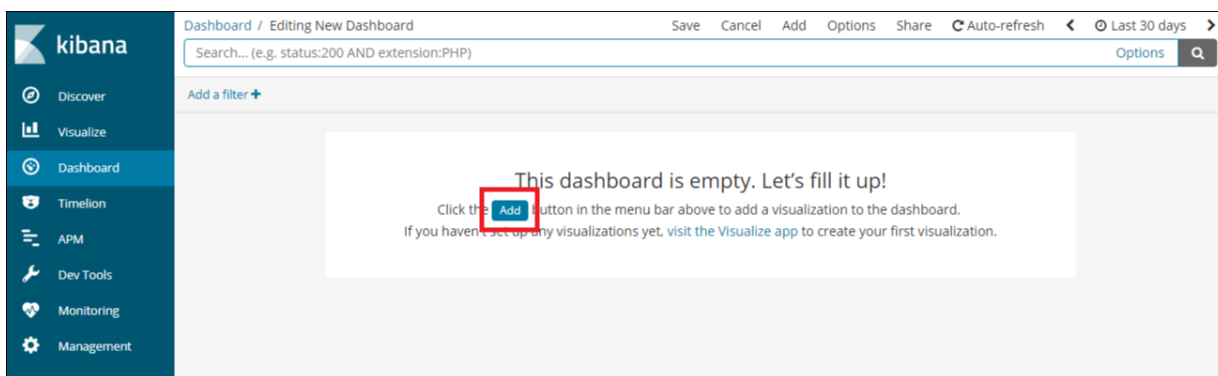 kibana
Discover
Visualize
Dashboard
Timelion
APM
Dev Tools
Monitoring
Management
Dashboard / Editing New Dashboard
Save Cancel Add Options Share Auto-refresh Last 30 days
Search... (e.g. status:200 AND extension:PHP) Options
Add a filter +
This dashboard is empty. Let's fill it up!
Click the Add button in the menu bar above to add a visualization to the dashboard.
If you haven't set up any visualizations yet, visit the Visualize app to create your first visualization.